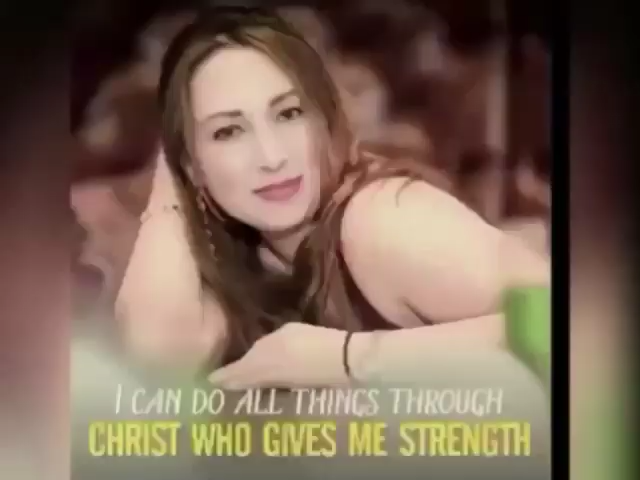 I CAN DO ALL THINGS THROUGH
CHRIST WHO GIVES ME STRENGTH